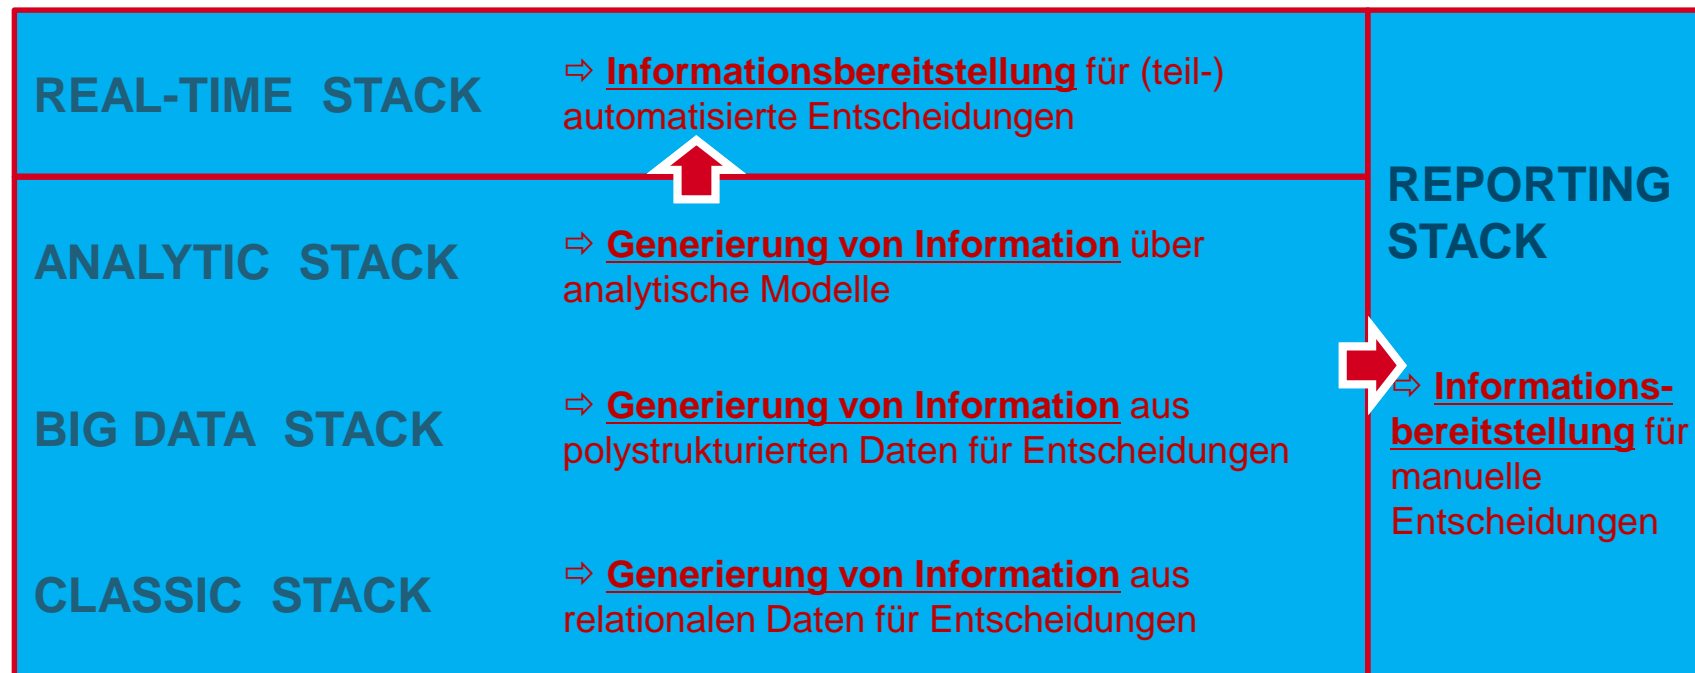 REAL-TIME STACK
⇨ Informationsbereitstellung für (teil-)
automatisierte Entscheidungen
ANALYTIC STACK
⇨ Generierung von Information über
analytische Modelle
BIG DATA STACK
⇨ Generierung von Information aus
polystrukturierten Daten für Entscheidungen
CLASSIC STACK
⇨ Generierung von Information aus
relationalen Daten für Entscheidungen
REPORTING
STACK
⇨ Informations-
bereitstellung für
manuelle
Entscheidungen